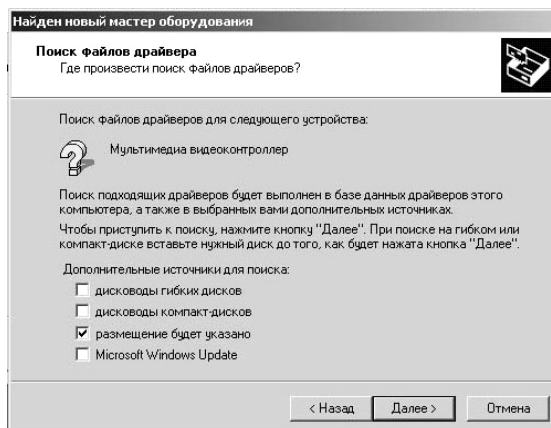 Найден новый мастер оборудования
Поиск файлов драйвера
Где произвести поиск файлов драйверов?
Поиск файлов драйверов для следующего устройства:
Мультимедиа видеоконтроллер
Поиск подходящих драйверов будет выполнен в базе данных драйверов этого
компьютера, а также в выбранных вами дополнительных источниках.
Чтобы приступить к поиску, нажмите кнопку "Далее". При поиске на гибком или
компакт-диске вставьте нужный диск до того, как будет нажата кнопка "Далее".
Дополнительные источники для поиска:
дисководы гибких дисков
дисководы компакт-дисков
размещение будет указано
Microsoft Windows Update
< Назад Далее > Отмена